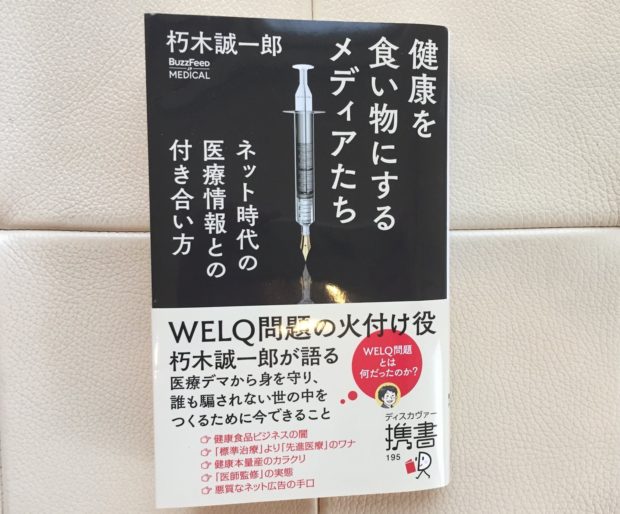 健康を
食い物にする
メディアたち
ネット時代の
医療情報との
付き合い方
朽木誠一郎
BuzzFeed
JP
MEDICAL
WELQ問題の火付け役
朽木誠一郎が語る
医療デマから身を守り、
誰も騙されない世の中を
つくるために今できること
WELQ問題
とは
何だったのか?
健康食品ビジネスの闇
「標準治療」より「先進医療」のワナ
健康本量産のカラクリ
「医師監修」の実態
悪質なネット広告の手口
ディスカヴァー
携書
195